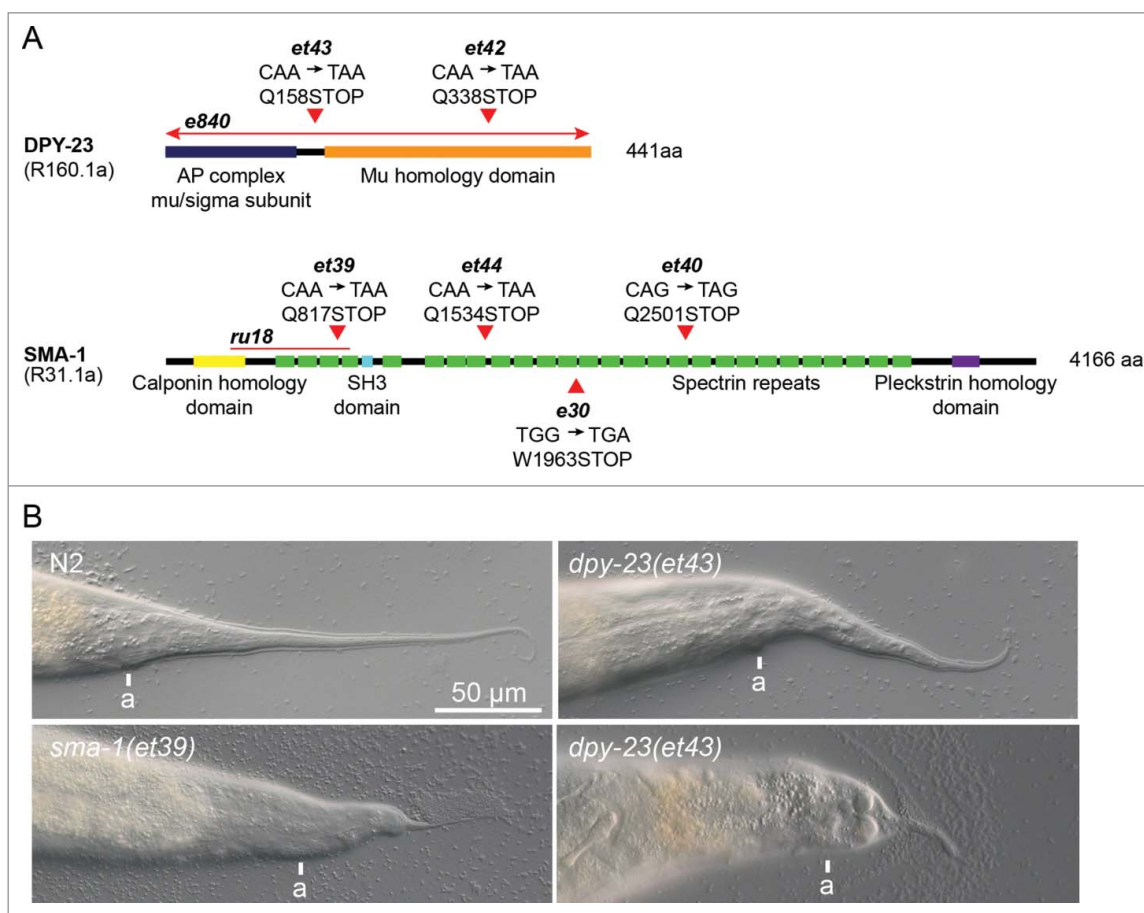 A
et43
CAA → TAA
Q158STOP
et42
CAA → TAA
Q338STOP
e840
DPY-23
(R160.1a)
441aa
AP complex
mu/sigma subunit
Mu homology domain
et39
CAA → TAA
Q817STOP
et44
CAA → TAA
Q1534STOP
et40
CAG → TAG
Q2501STOP
ru18
SMA-1
(R31.1a)
4166 aa
Calponin homology
domain
SH3
domain
Spectrin repeats
Pleckstrin homology
domain
e30
TGG → TGA
W1963STOP
B
N2
a
50 µm
dpy-23(et43)
a
sma-1(et39)
a
dpy-23(et43)
a